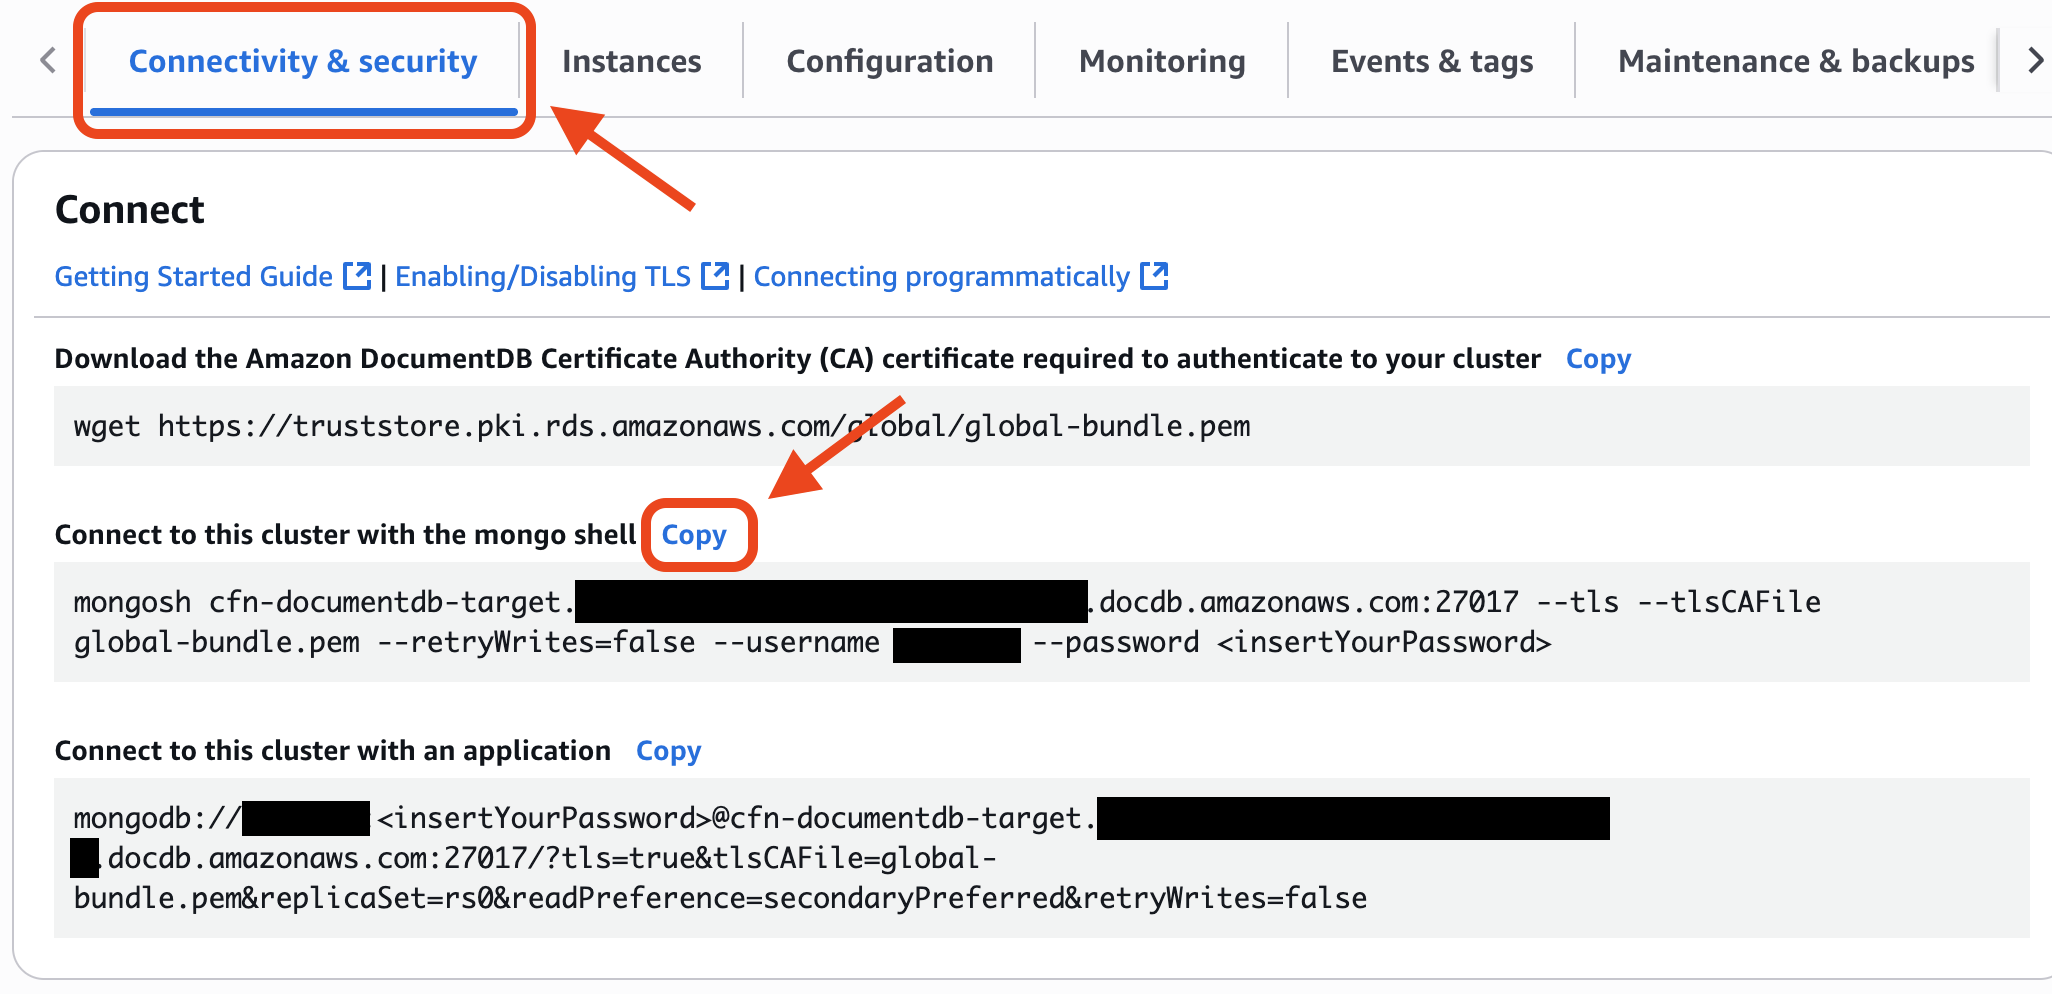 Connectivity & security Instances Configuration Monitoring Events & tags Maintenance & backups
Connect
Getting Started Guide | Enabling/Disabling TLS | Connecting programmatically
Download the Amazon DocumentDB Certificate Authority (CA) certificate required to authenticate to your cluster Copy
wget https://truststore.pki.rds.amazonaws.com/global/global-bundle.pem
Connect to this cluster with the mongo shell Copy
mongosh cfn-documentdb-target. .docdb.amazonaws.com:27017 --tls --tlsCAFile
global-bundle.pem --retryWrites=false --username --password <insertYourPassword>
Connect to this cluster with an application Copy
mongodb:// <insertYourPassword>@cfn-documentdb-target.
.docdb.amazonaws.com:27017/?tls=true&tlsCAFile=global-
bundle.pem&replicaSet=rs0&readPreference=secondaryPreferred&retryWrites=false